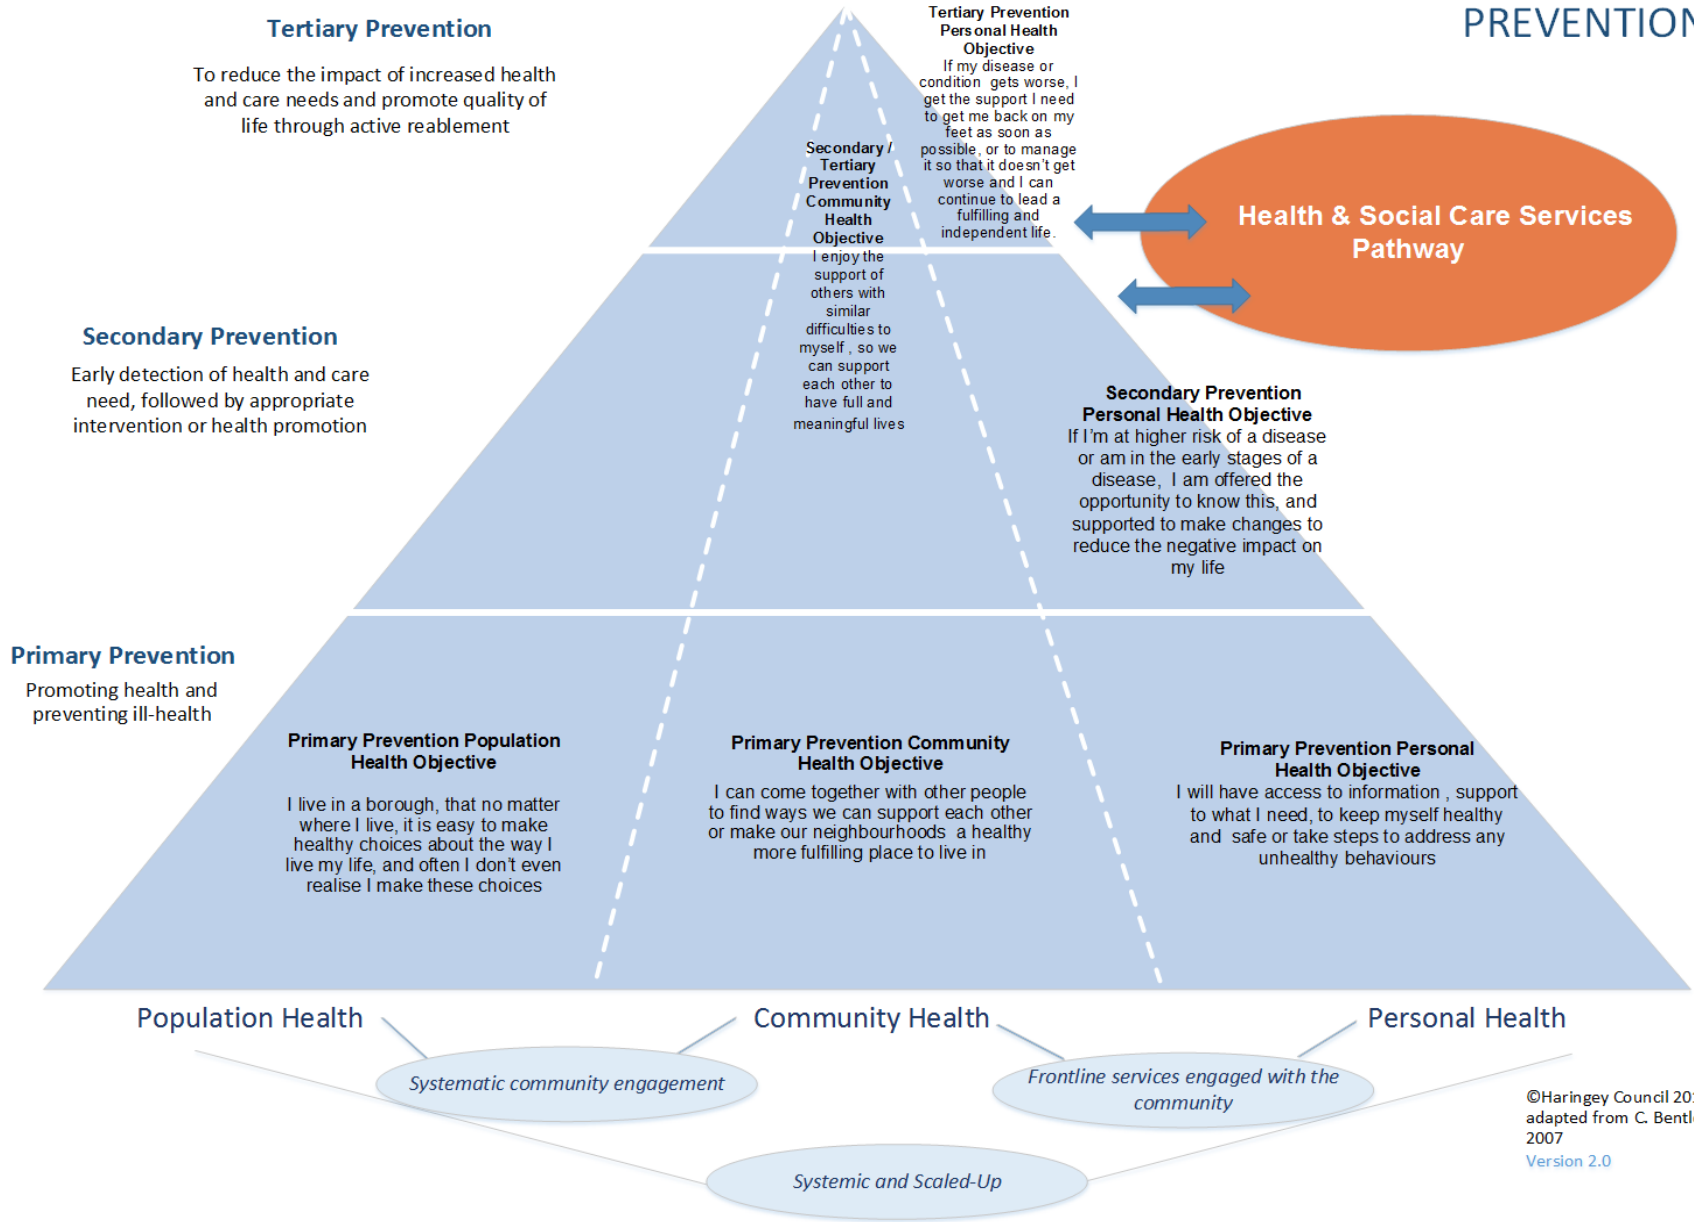 PREVENTION
Tertiary Prevention
To reduce the impact of increased health
and care needs and promote quality of
life through active reablement
Tertiary Prevention
Personal Health
Objective
If my disease or
condition gets worse, I
get the support I need
to get me back on my
feet as soon as
possible, or to manage
it so that it doesn't get
worse and I can
continue to lead a
fulfilling and
independent life.
Secondary /
Tertiary
Prevention
Community
Health
Objective
I enjoy the
support of
others with
similar
difficulties to
myself , so we
can support
each other to
have full and
meaningful lives
Health & Social Care Services
Pathway
Secondary Prevention
Early detection of health and care
need, followed by appropriate
intervention or health promotion
Secondary Prevention
Personal Health Objective
If I'm at higher risk of a disease
or am in the early stages of a
disease, I am offered the
opportunity to know this, and
supported to make changes to
reduce the negative impact on
my life
Primary Prevention
Promoting health and
preventing ill-health
Primary Prevention Population
Health Objective
I live in a borough, that no matter
where I live, it is easy to make
healthy choices about the way I
live my life, and often I don't even
realise I make these choices
Primary Prevention Community
Health Objective
I can come together with other people
to find ways we can support each other
or make our neighbourhoods a healthy
more fulfilling place to live in
Primary Prevention Personal
Health Objective
I will have access to information , support
to what I need, to keep myself healthy
and safe or take steps to address any
unhealthy behaviours
Population Health
Community Health
Personal Health
Systematic community engagement
Frontline services engaged with the
community
Systemic and Scaled-Up
©Haringey Council
adapted from C.
2007
Version 2.0